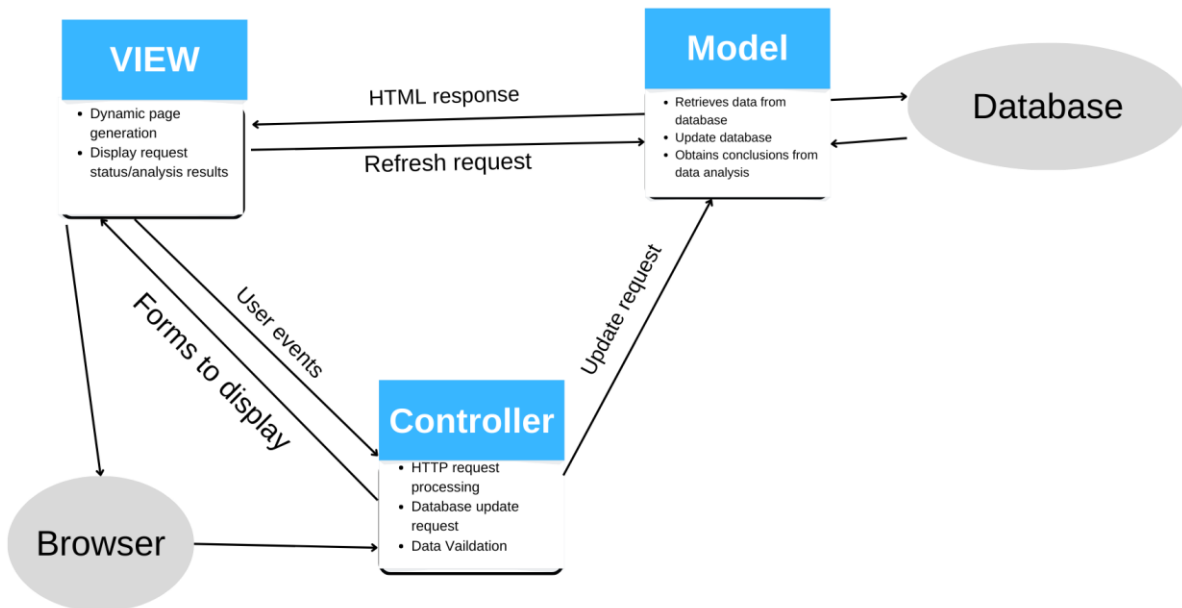 VIEW
• Dynamic page
generation
• Display request
status/analysis results
HTML response
Refresh request
Model
• Retrieves data from
database
• Update database
• Obtains conclusions from
data analysis
Database
User events
Forms to display
Update request
Controller
• HTTP request
processing
• Database update
request
• Data Vaildation
Browser